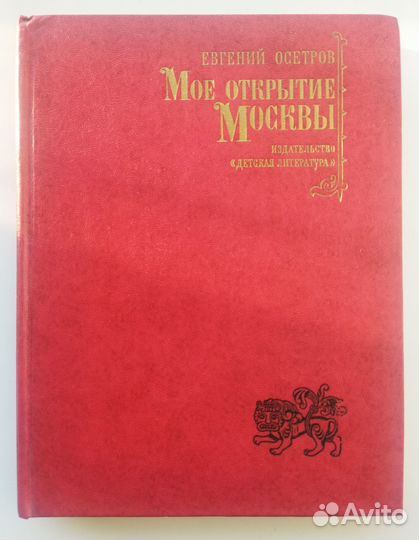 ЕВГЕНИЙ ОСЕТРОВ
МОЕ ОТКРЫТИЕ
МОСКВЫ
ИЗДАТЕЛЬСТВО
«ДЕТСКАЯ ЛИТЕРАТУРА»
Avito